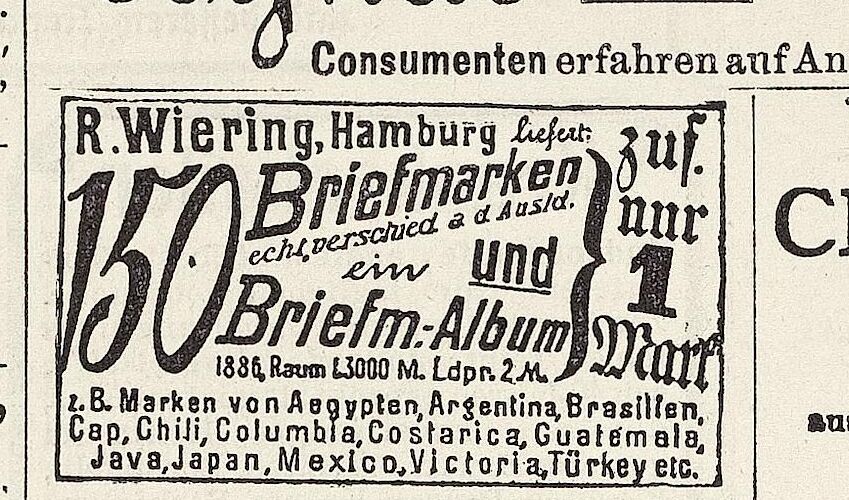 Consumenten erfahren auf An
R. Wiering, Hamburg liefert:
150 Briefmarken
echt, verschied a d Ausld.
ein und
Briefm.-Album
1886, Raum f. 3000 M. Ldpr. 2 M.
zus.
nur
1
Mark
z.B. Marken von Aegypten, Argentina, Brasilien,
Cap, Chili, Columbia, Costarica, Guatemala,
Java, Japan, Mexico, Victoria, Türkey etc.